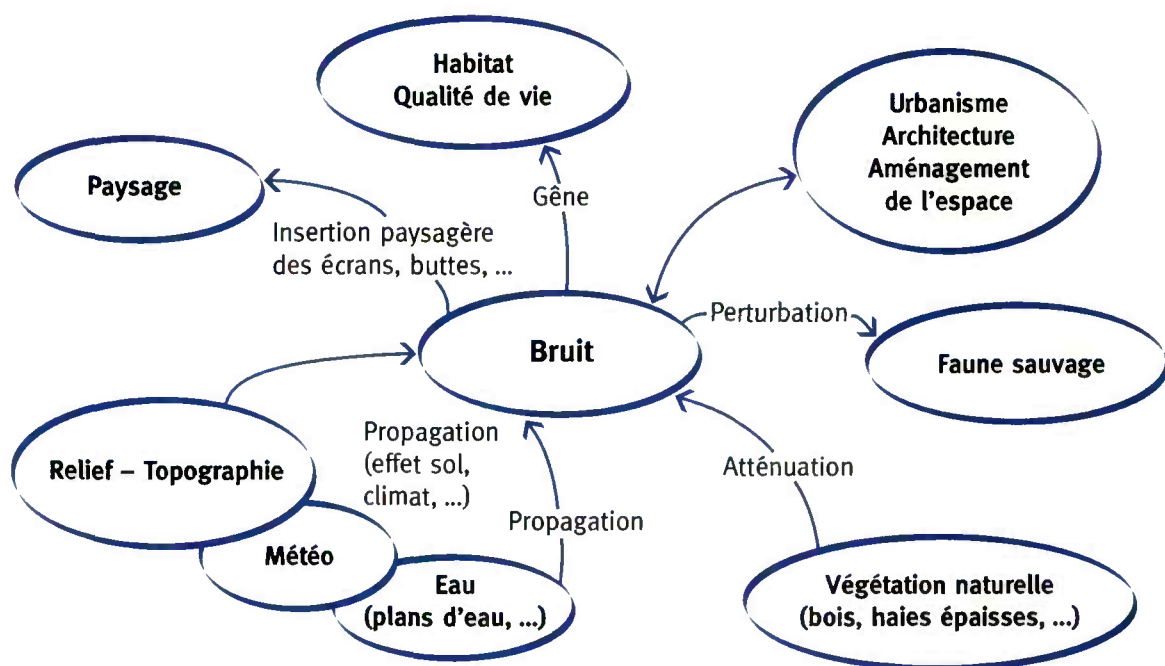 Habitat
Qualité de vie
Urbanisme
Architecture
Aménagement
de l'espace
Paysage
Gêne
Insertion paysagère
des écrans, buttes, ...
Perturbation
Bruit
Faune sauvage
Propagation
(effet sol,
climat, ...)
Relief – Topographie
Atténuation
Propagation
Météo
Eau
(plans d'eau, ...)
Végétation naturelle
(bois, haies épaisses, ...)